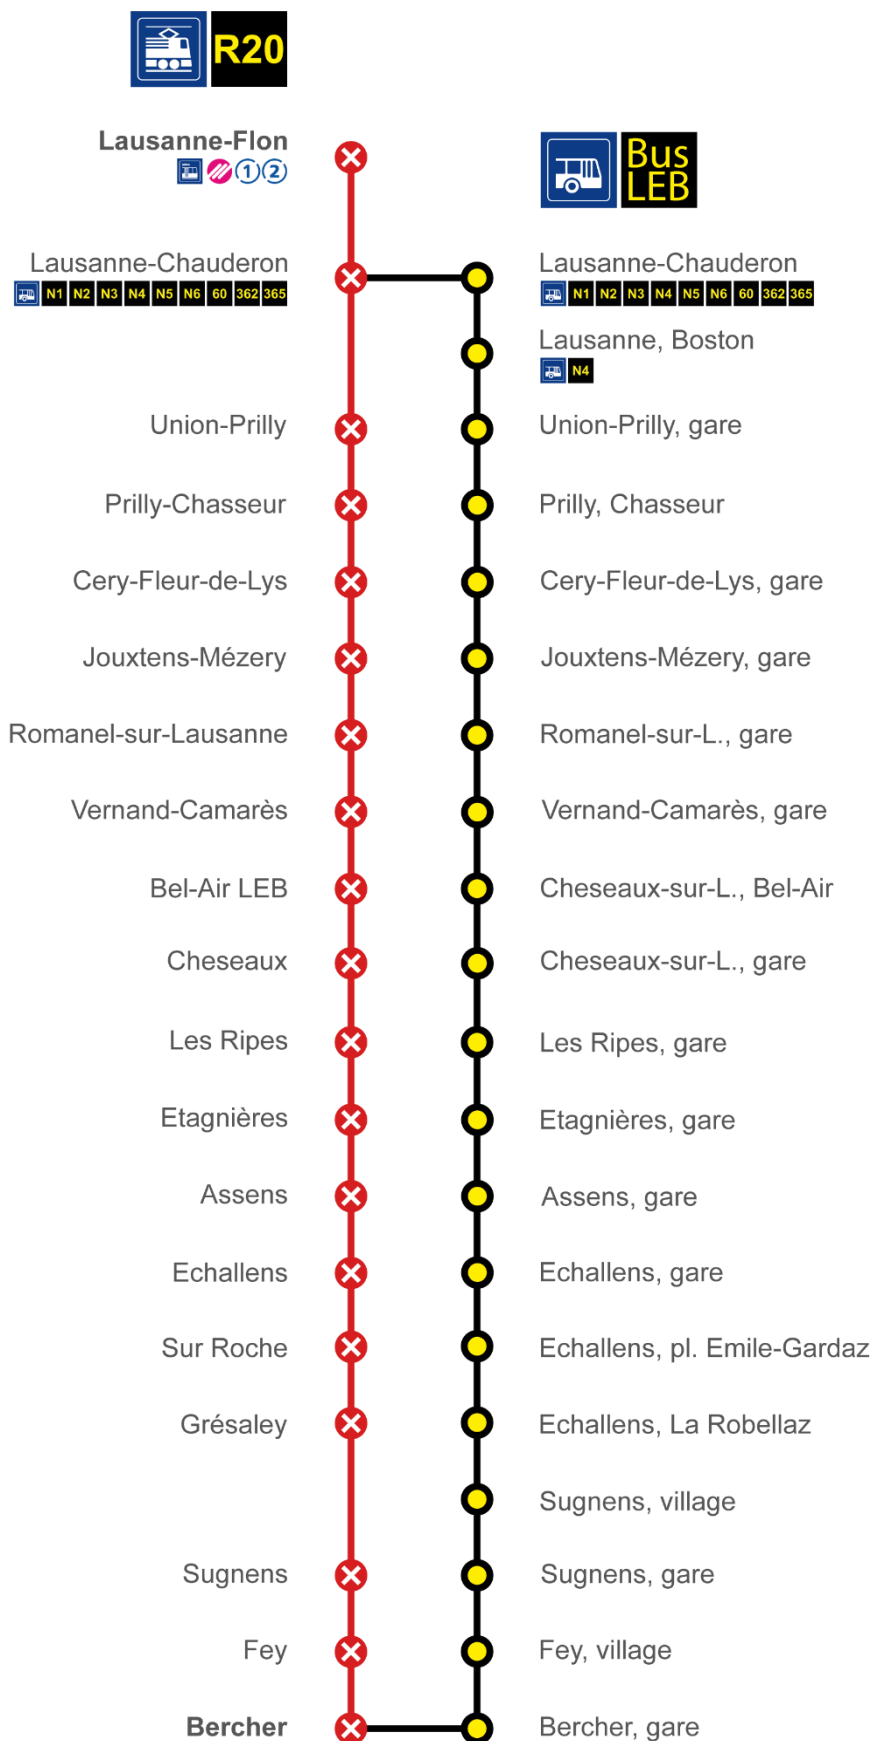 R20
Lausanne-Flon
1 2
Bus
LEB
Lausanne-Chauderon
N1 N2 N3 N4 N5 N6 60 362 365
Lausanne-Chauderon
N1 N2 N3 N4 N5 N6 60 362 365
Lausanne, Boston
N4
Union-Prilly
Union-Prilly, gare
Prilly-Chasseur
Prilly, Chasseur
Cery-Fleur-de-Lys
Cery-Fleur-de-Lys, gare
Jouxtens-Mézery
Jouxtens-Mézery, gare
Romanel-sur-Lausanne
Romanel-sur-L., gare
Vernand-Camarès
Vernand-Camarès, gare
Bel-Air LEB
Cheseaux-sur-L., Bel-Air
Cheseaux
Cheseaux-sur-L., gare
Les Ripes
Les Ripes, gare
Etagnières
Etagnières, gare
Assens
Assens, gare
Echallens
Echallens, gare
Sur Roche
Echallens, pl. Emile-Gardaz
Grésaley
Echallens, La Robellaz
Sugnens, village
Sugnens
Sugnens, gare
Fey
Fey, village
Bercher
Bercher, gare